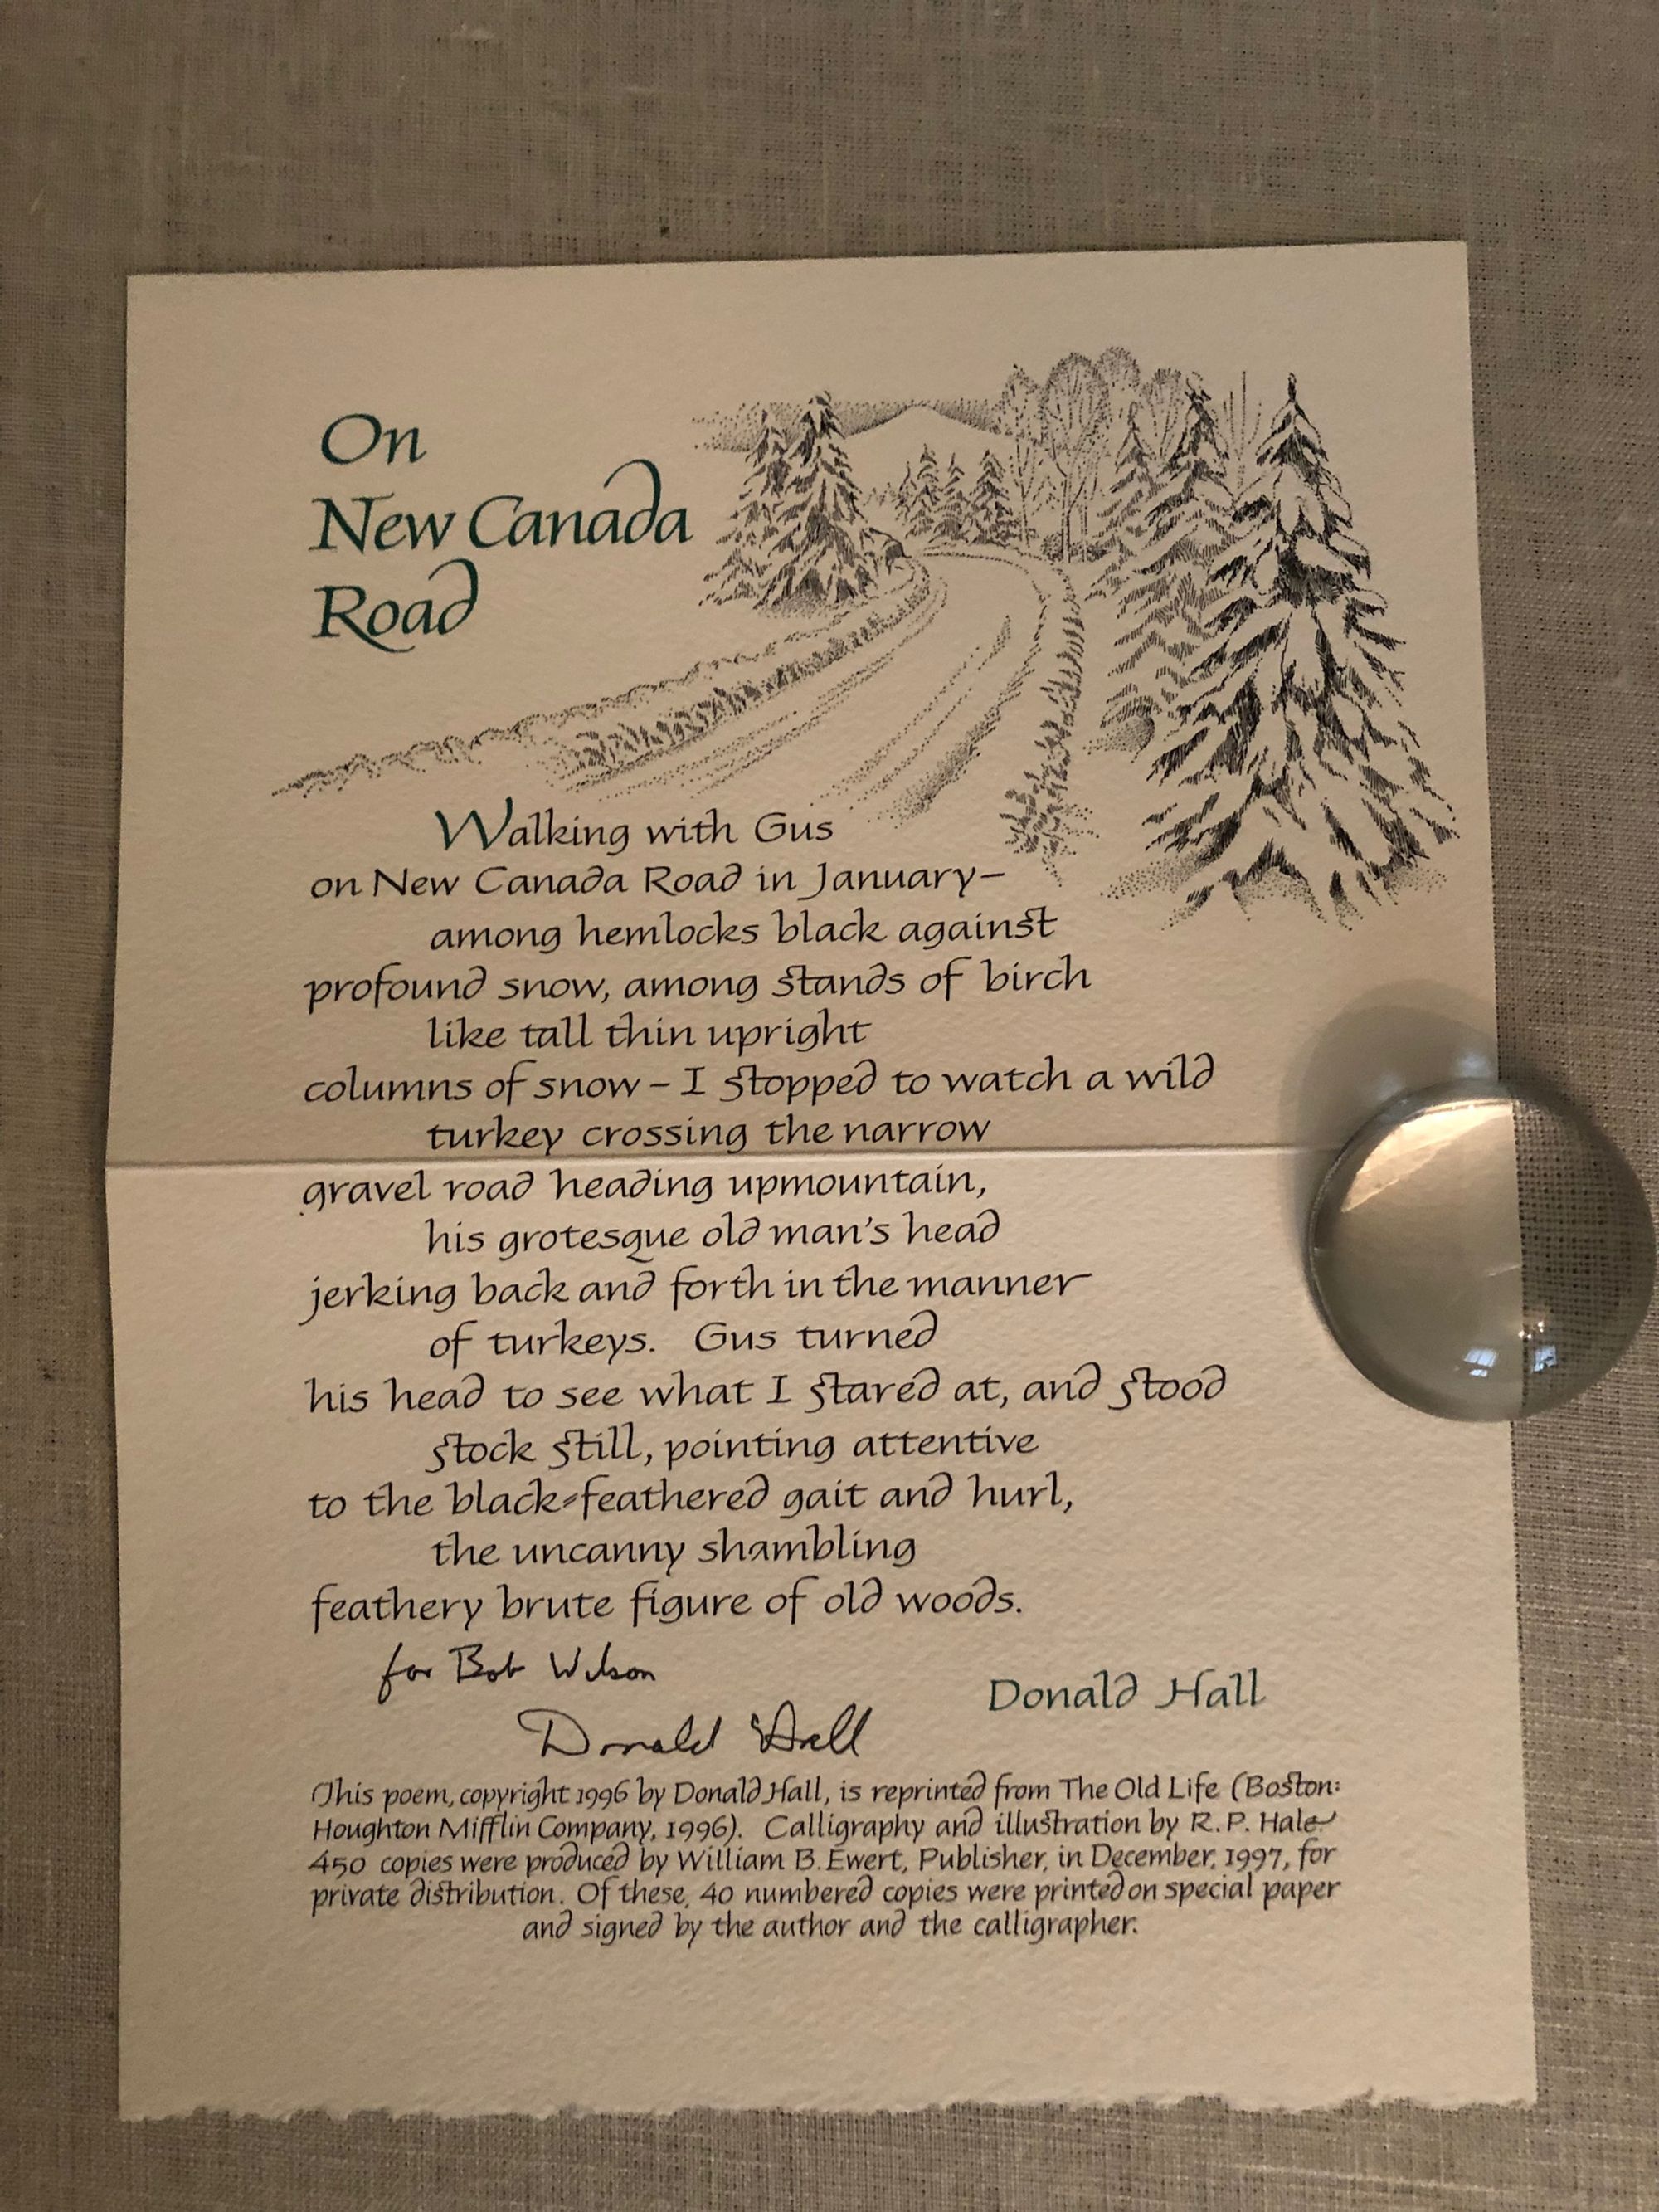 On
New Canada
Road
Walking with Gus
on New Canada Road in January–
among hemlocks black against
profound snow, among stands of birch
like tall thin upright
columns of snow – I stopped to watch a wild
turkey crossing the narrow
gravel road heading upmountain,
his grotesque old man's head
jerking back and forth in the manner
of turkeys. Gus turned
his head to see what I stared at, and stood
stock still, pointing attentive
to the black-feathered gait and hurl,
the uncanny shambling
feathery brute figure of old woods.
for Bob Wilson
Donald Hall
Donald Hall
This poem, copyright 1996 by Donald Hall, is reprinted from The Old Life (Boston:
Houghton Mifflin Company, 1996). Calligraphy and illustration by R. P. Hale
450 copies were produced by William B. Ewert, Publisher, in December, 1997, for
private distribution. Of these, 40 numbered copies were printed on special paper
and signed by the author and the calligrapher.